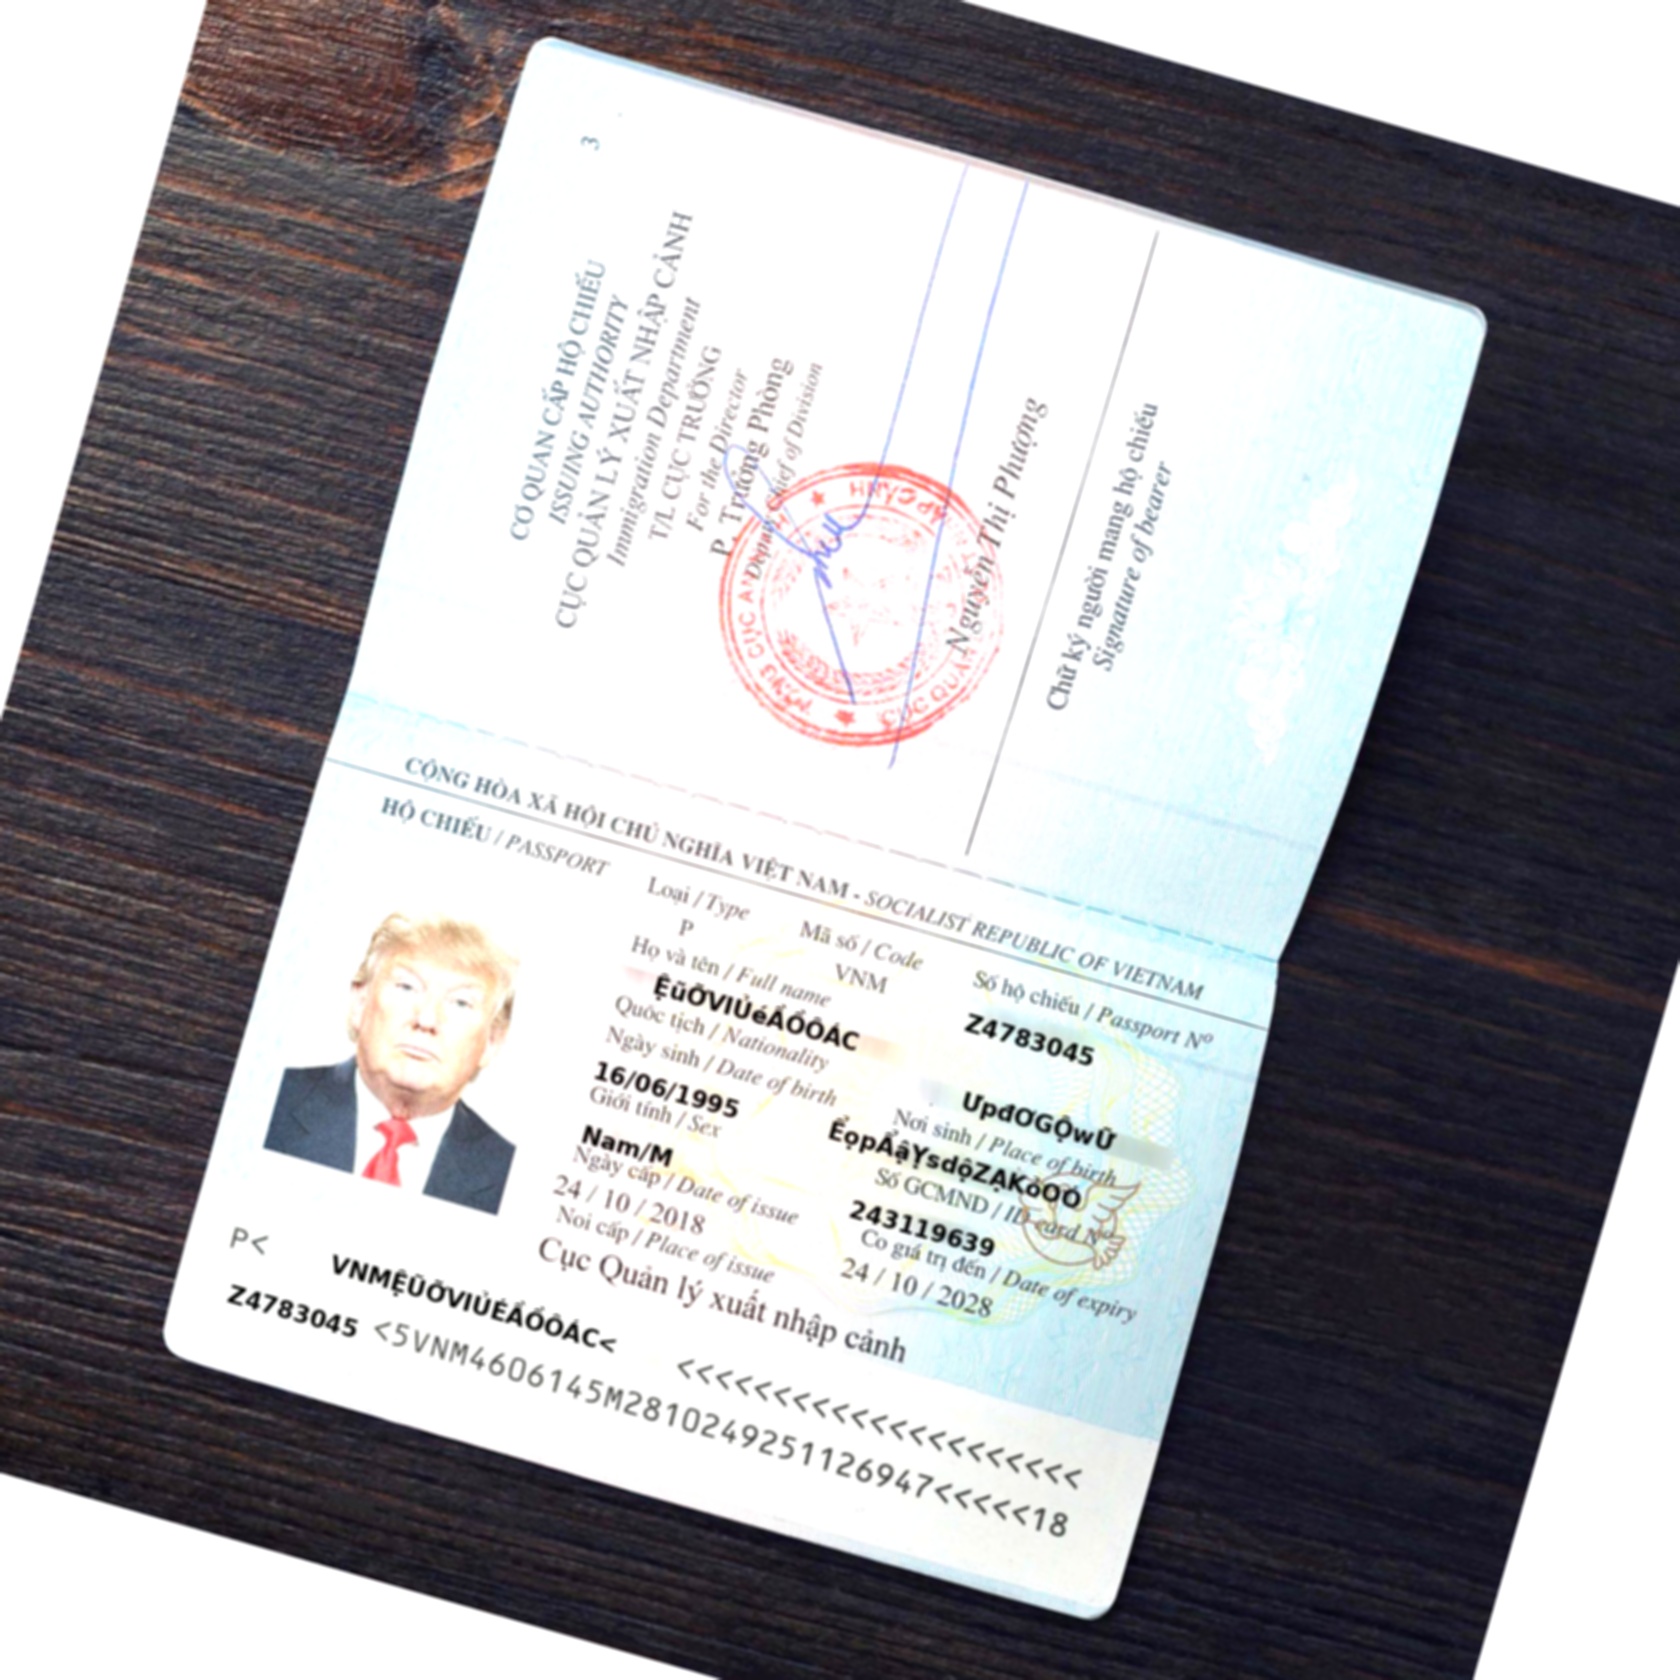 3
CƠ QUAN CẤP HỘ CHIẾU
ISSUING AUTHORITY
CỤC QUẢN LÝ XUẤT NHẬP CẢNH
Immigration Department
T/L CỤC TRƯỞNG
For the Director
P. Trưởng Phòng
Deputy Chief of Division
Nguyễn Thị Phượng
Chữ ký người mang hộ chiếu
Signature of bearer
CỘNG HÒA XÃ HỘI CHỦ NGHĨA VIỆT NAM - SOCIALIST REPUBLIC OF VIETNAM
HỘ CHIẾU / PASSPORT
Loại / Type
Mã số / Code
Số hộ chiếu / Passport Nº
P
VNM
Z4783045
Họ và tên / Full name
ỆũỠVIỦéẨỔÔÁC
Quốc tịch / Nationality
ƯpđƠGỘwỮ
Ngày sinh / Date of birth
Nơi sinh / Place of birth
16/06/1995
ỂọpẨậỴsdộZẠKỏOÓ
Giới tính / Sex
Số GCMND / ID card Nº
Nam/M
243119639
Ngày cấp / Date of issue
Có giá trị đến / Date of expiry
24 / 10 / 2018
24 / 10 / 2028
Nơi cấp / Place of issue
Cục Quản lý xuất nhập cảnh
P< VNMỆŨỠVIỦÉẨỔÔÁC< <<<<<<<<<<<<<<<<<<<<<
Z4783045 <5VNM4606145M2810249251126947<<<<<18